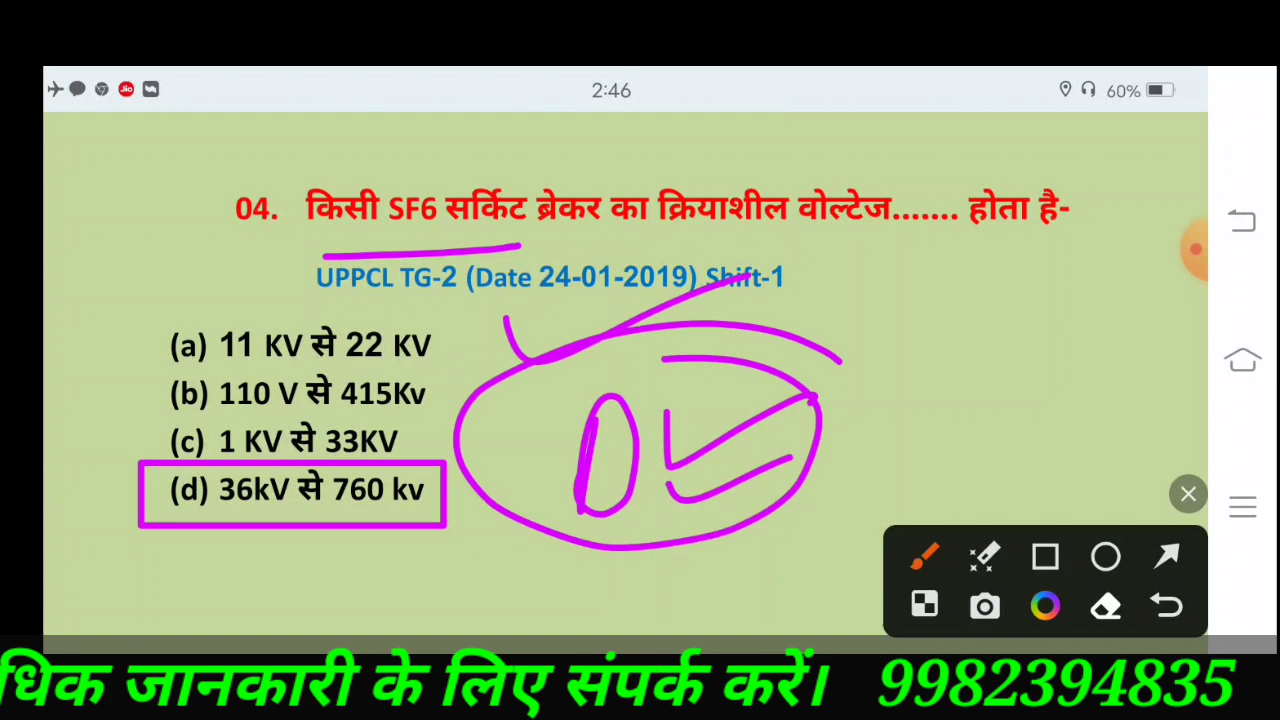 2:46
60%
04. किसी SF6 सर्किट ब्रेकर का क्रियाशील वोल्टेज....... होता है-
UPPCL TG-2 (Date 24-01-2019) Shift-1
(a) 11 KV से 22 KV
(b) 110 V से 415Kv
(c) 1 KV से 33KV
(d) 36kV से 760 kv
धिक जानकारी के लिए संपर्क करें। 9982394835